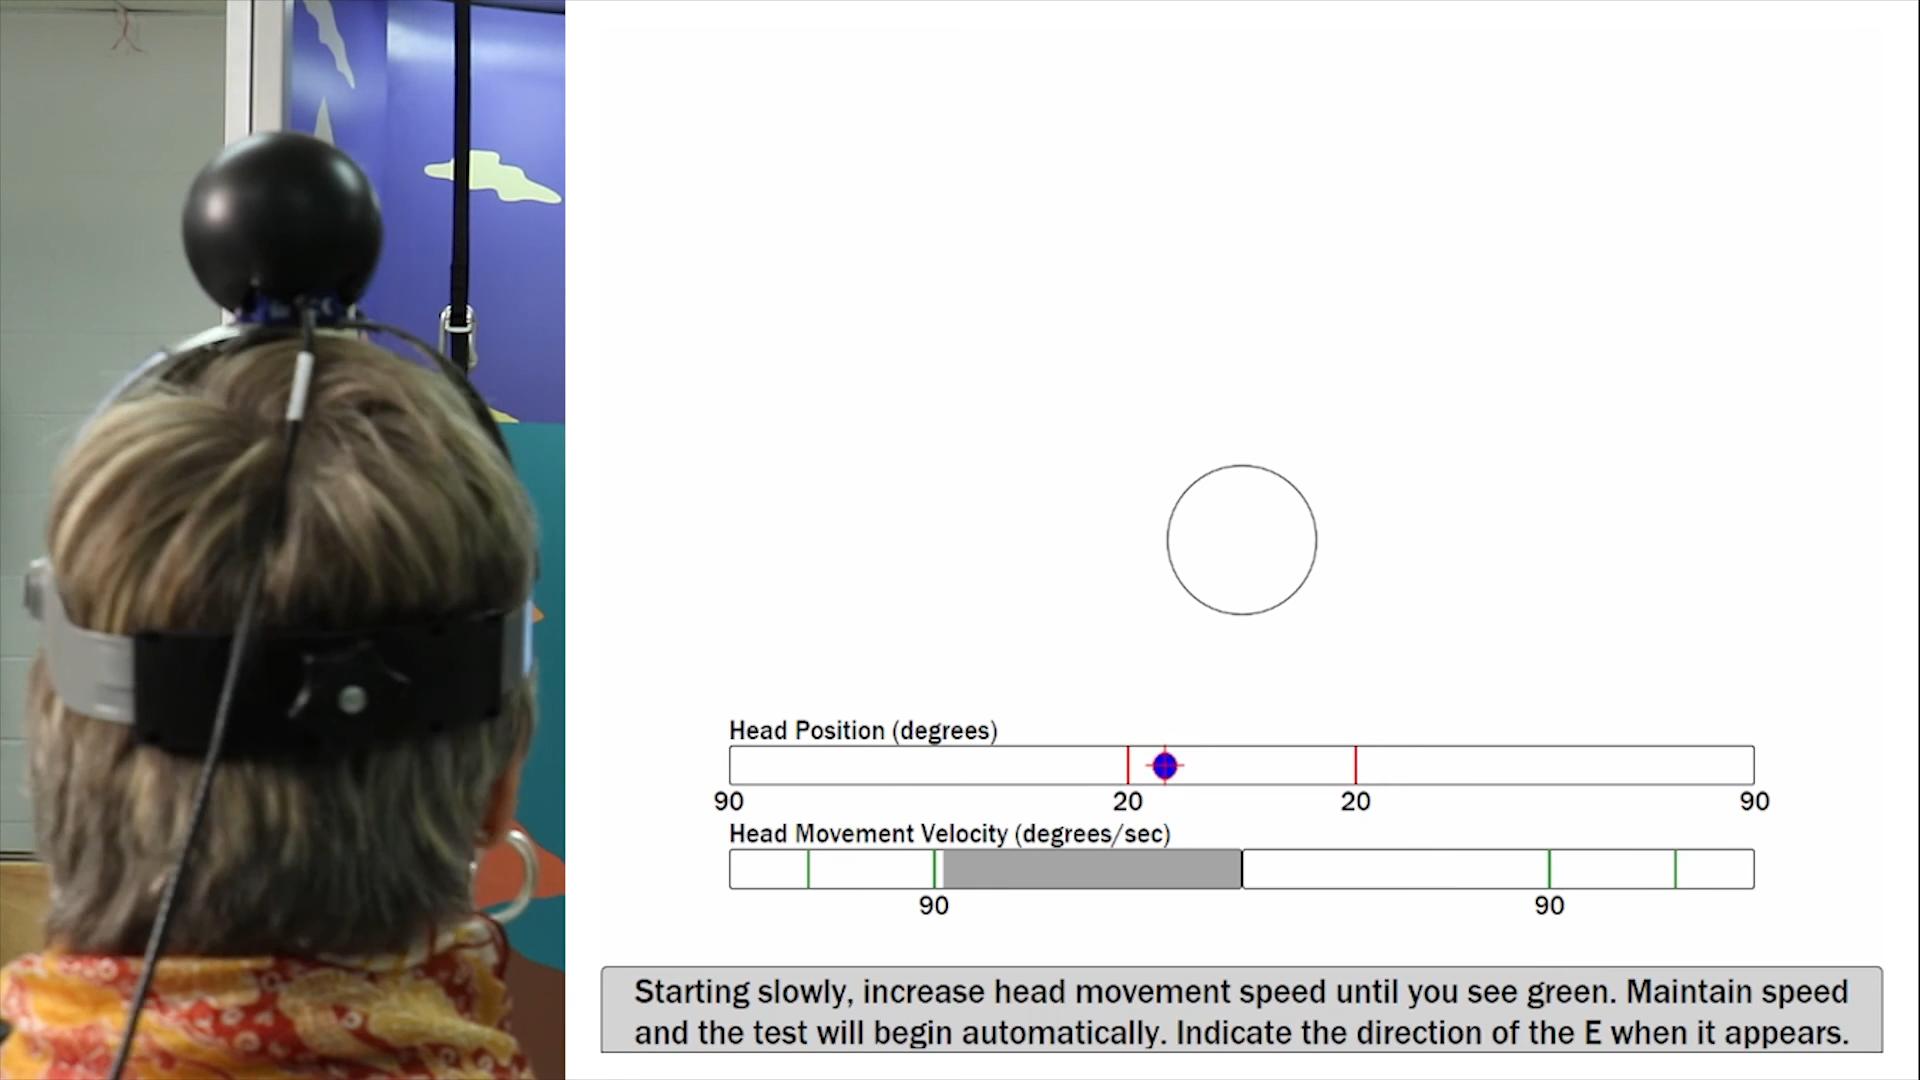 Head Position (degrees)
90 20 20 90
Head Movement Velocity (degrees/sec)
90 90
Starting slowly, increase head movement speed until you see green. Maintain speed
and the test will begin automatically. Indicate the direction of the E when it appears.